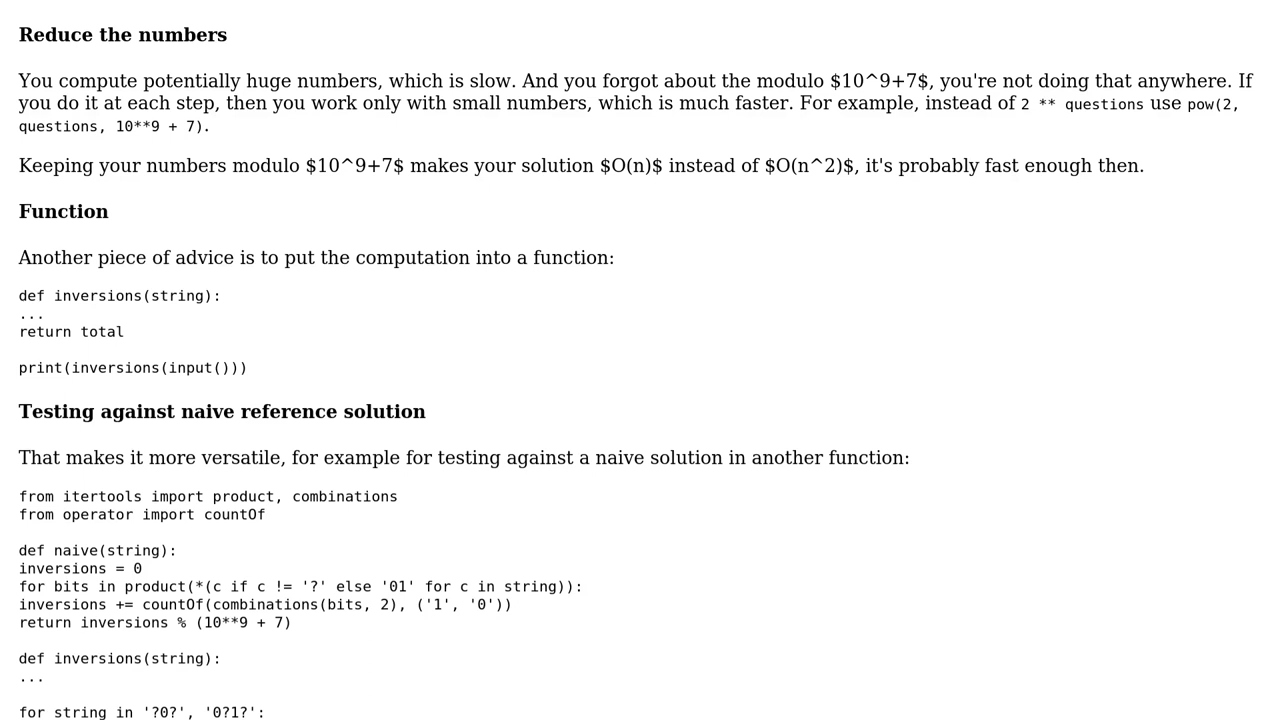 Reduce the numbers
You compute potentially huge numbers, which is slow. And you forgot about the modulo $10^9+7$, you're not doing that anywhere. If
you do it at each step, then you work only with small numbers, which is much faster. For example, instead of 2 ** questions use pow(2,
questions, 10**9 + 7).
Keeping your numbers modulo $10^9+7$ makes your solution $O(n)$ instead of $O(n^2)$, it's probably fast enough then.
Function
Another piece of advice is to put the computation into a function:
def inversions(string):
...
return total
print(inversions(input()))
Testing against naive reference solution
That makes it more versatile, for example for testing against a naive solution in another function:
from itertools import product, combinations
from operator import countOf
def naive(string):
inversions = 0
for bits in product(*(c if c != '?' else '01' for c in string)):
inversions += countOf(combinations(bits, 2), ('1', '0'))
return inversions % (10**9 + 7)
def inversions(string):
...
for string in '?0?', '0?1?':